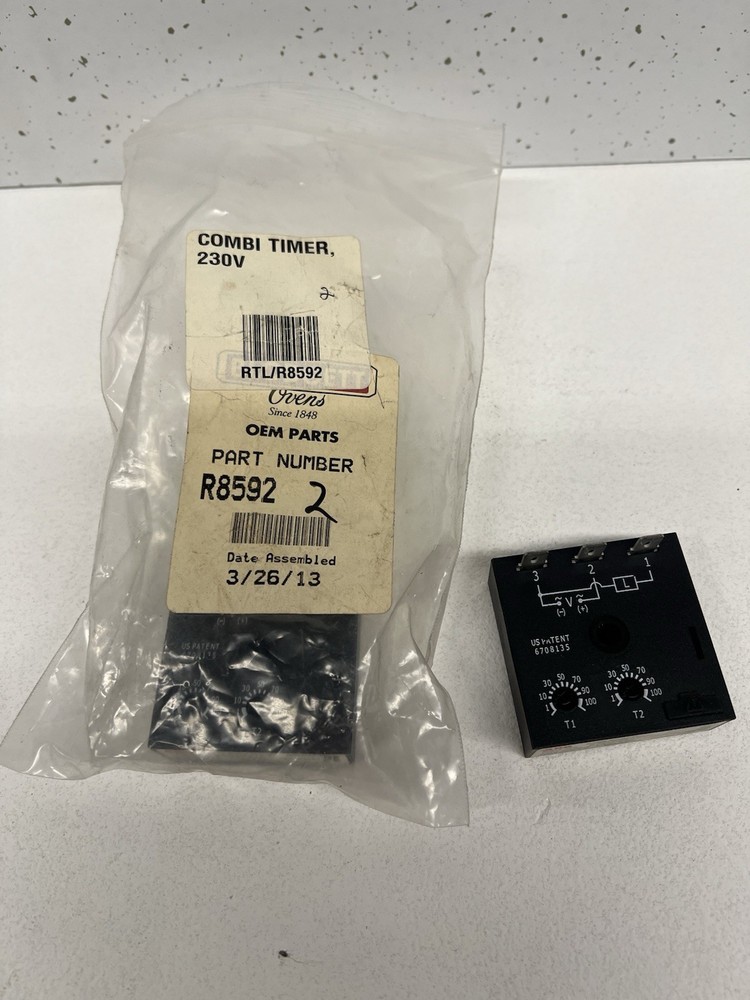 COMBI TIMER,
230V
2
RTL/R8592
Ovens
Since 1848
OEM PARTS
PART NUMBER
R8592 2
Date Assembled
3/26/13
(-) (+)
US PATENT
3 2 1
L
~ V ~
(-) (+)
US PATENT
6708135
1 10 30 50 70 90 100
T1
1 10 30 50 70 90 100
T2